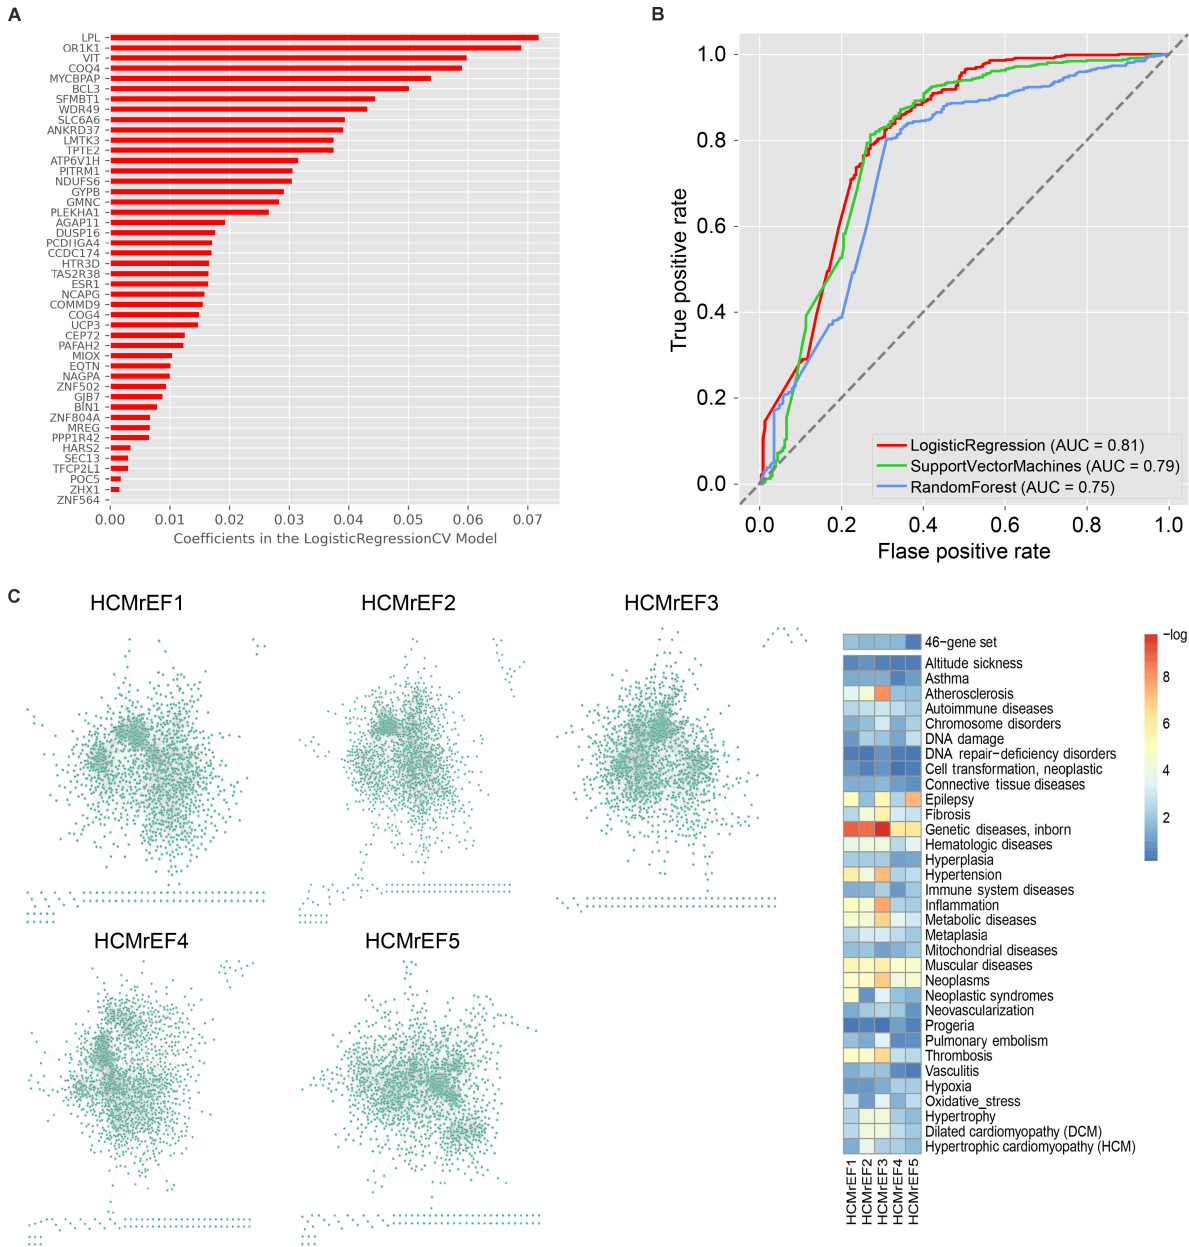 A
LPL
OR1K1
VIT
COQ4
MYCBPAP
BCL3
SFMBT1
WDR49
SLC6A6
ANKRD37
LMTK3
TPTE2
ATP6V1H
PITRM1
NDUFS6
GYPB
GMNC
PLEKHA1
AGAP11
DUSP16
PCDHGA4
CCDC174
HTR3D
TAS2R38
ESR1
NCAPG
COMMD9
COG4
UCP3
CEP72
PAFAH2
MIOX
EQTN
NAGPA
ZNF502
GJB7
BIN1
ZNF804A
MREG
PPP1R42
HARS2
SEC13
TFCP2L1
POC5
ZHX1
ZNF564
0.00 0.01 0.02 0.03 0.04 0.05 0.06 0.07
Coefficients in the LogisticRegressionCV Model
B
True positive rate
1.0
0.8
0.6
0.4
0.2
0.0
LogisticRegression (AUC = 0.81)
SupportVectorMachines (AUC = 0.79)
RandomForest (AUC = 0.75)
0.0 0.2 0.4 0.6 0.8 1.0
Flase positive rate
C
HCMrEF1
HCMrEF2
HCMrEF3
HCMrEF4
HCMrEF5
46−gene set
Altitude sickness
Asthma
Atherosclerosis
Autoimmune diseases
Chromosome disorders
DNA damage
DNA repair−deficiency disorders
Cell transformation, neoplastic
Connective tissue diseases
Epilepsy
Fibrosis
Genetic diseases, inborn
Hematologic diseases
Hyperplasia
Hypertension
Immune system diseases
Inflammation
Metabolic diseases
Metaplasia
Mitochondrial diseases
Muscular diseases
Neoplasms
Neoplastic syndromes
Neovascularization
Progeria
Pulmonary embolism
Thrombosis
Vasculitis
Hypoxia
Oxidative_stress
Hypertrophy
Dilated cardiomyopathy (DCM)
Hypertrophic cardiomyopathy (HCM)
HCMrEF1
HCMrEF2
HCMrEF3
HCMrEF4
HCMrEF5
−log
8
6
4
2